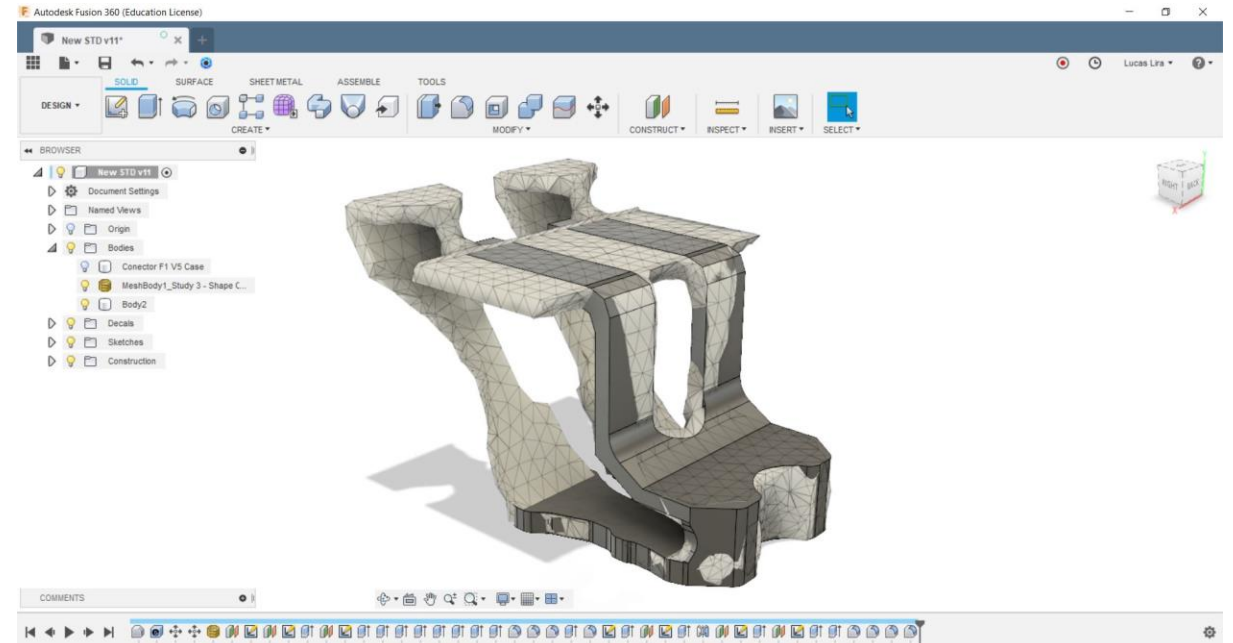 Autodesk Fusion 360 (Education License)
New STD v11*
Lucas Lira
SOLID SURFACE SHEET METAL ASSEMBLE TOOLS
DESIGN
CREATE MODIFY CONSTRUCT INSPECT INSERT SELECT
BROWSER
New STD v11
Document Settings
Named Views
Origin
Bodies
Conector F1 V5 Case
MeshBody1_Study 3 - Shape C...
Body2
Decals
Sketches
Construction
RIGHT BACK
Y
X
COMMENTS